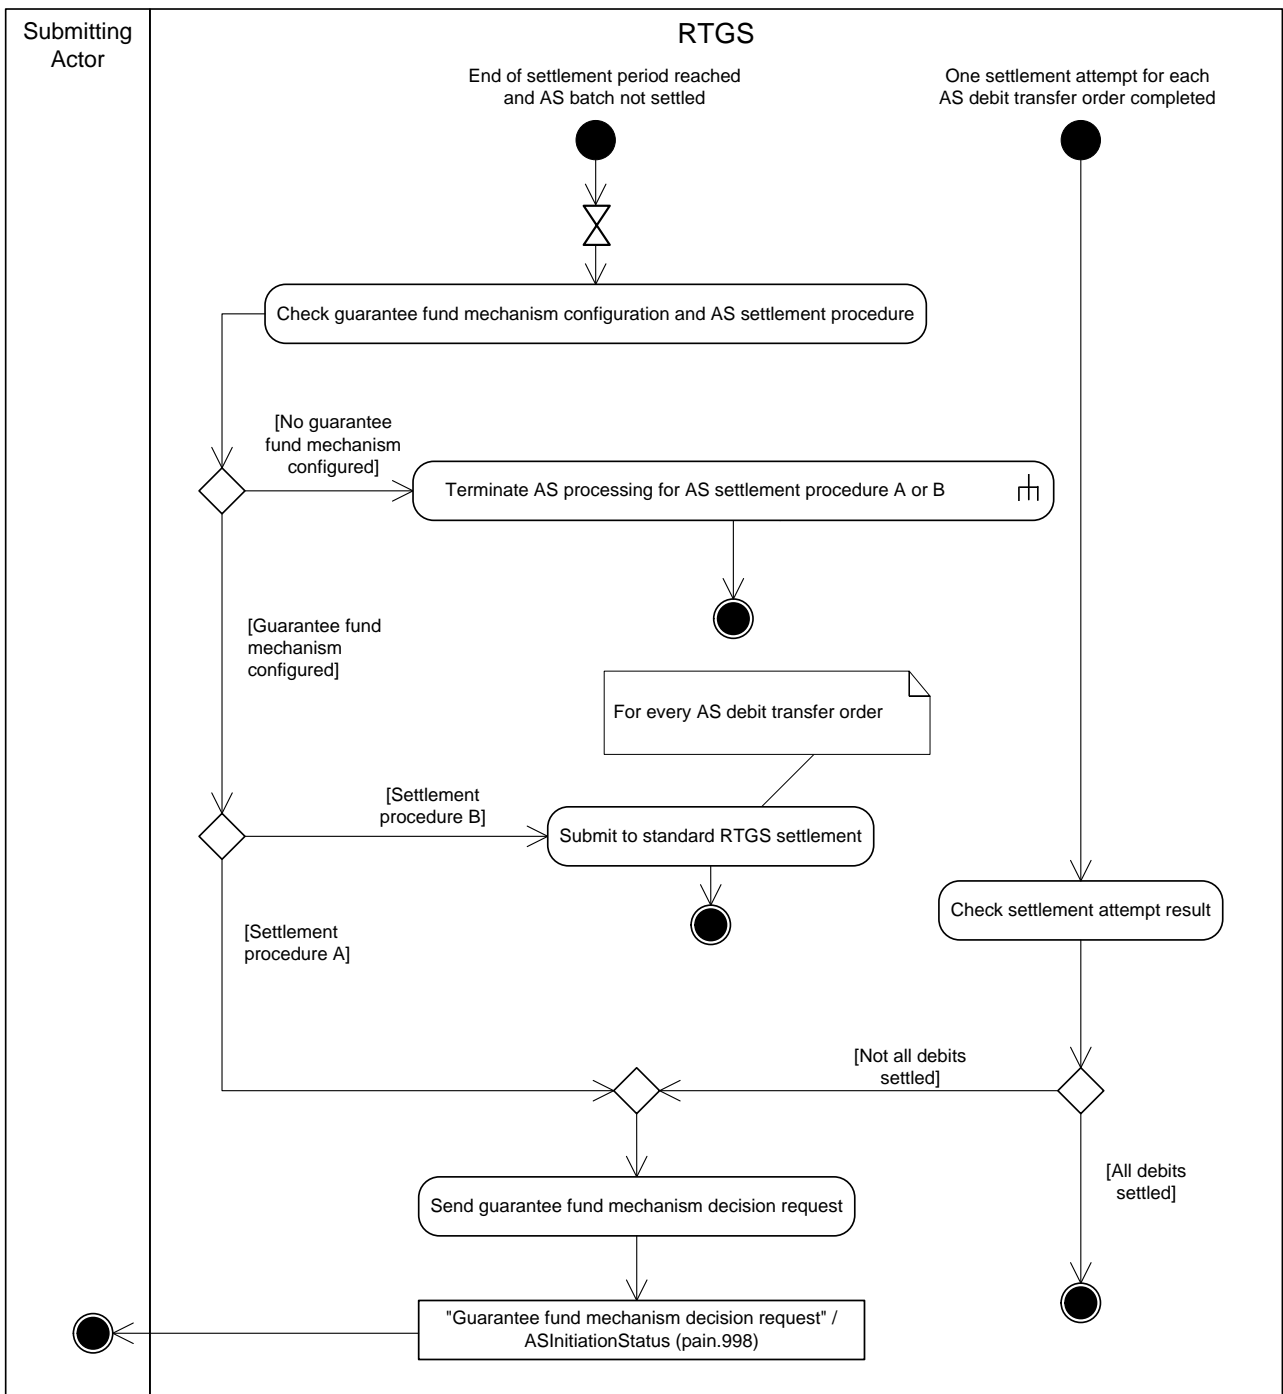 Submitting
Actor
RTGS
End of settlement period reached
and AS batch not settled
One settlement attempt for each
AS debit transfer order completed
Check guarantee fund mechanism configuration and AS settlement procedure
[No guarantee
fund mechanism
configured]
Terminate AS processing for AS settlement procedure A or B
[Guarantee fund
mechanism
configured]
For every AS debit transfer order
[Settlement
procedure B]
Submit to standard RTGS settlement
Check settlement attempt result
[Settlement
procedure A]
[Not all debits
settled]
[All debits
settled]
Send guarantee fund mechanism decision request
"Guarantee fund mechanism decision request" /
ASInitiationStatus (pain.998)